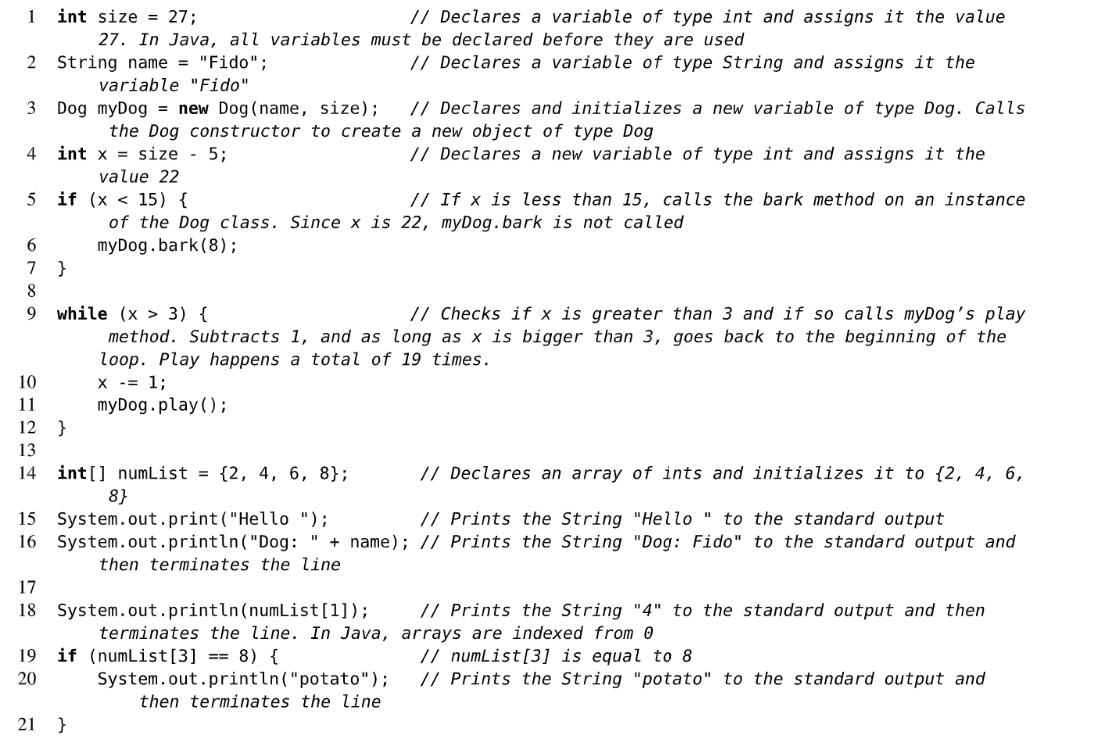 1 int size = 27; // Declares a variable of type int and assigns it the value
27. In Java, all variables must be declared before they are used
2 String name = "Fido"; // Declares a variable of type String and assigns it the
variable "Fido"
3 Dog myDog = new Dog(name, size); // Declares and initializes a new variable of type Dog. Calls
the Dog constructor to create a new object of type Dog
4 int x = size - 5; // Declares a new variable of type int and assigns it the
value 22
5 if (x < 15) { // If x is less than 15, calls the bark method on an instance
of the Dog class. Since x is 22, myDog.bark is not called
6 myDog.bark(8);
7 }
8
9 while (x > 3) { // Checks if x is greater than 3 and if so calls myDog’s play
method. Subtracts 1, and as long as x is bigger than 3, goes back to the beginning of the
loop. Play happens a total of 19 times.
10 x -= 1;
11 myDog.play();
12 }
13
14 int[] numList = {2, 4, 6, 8}; // Declares an array of ints and initializes it to {2, 4, 6,
8}
15 System.out.print("Hello "); // Prints the String "Hello " to the standard output
16 System.out.println("Dog: " + name); // Prints the String "Dog: Fido" to the standard output and
then terminates the line
17
18 System.out.println(numList[1]); // Prints the String "4" to the standard output and then
terminates the line. In Java, arrays are indexed from 0
19 if (numList[3] == 8) { // numList[3] is equal to 8
20 System.out.println("potato"); // Prints the String "potato" to the standard output and
then terminates the line
21 }